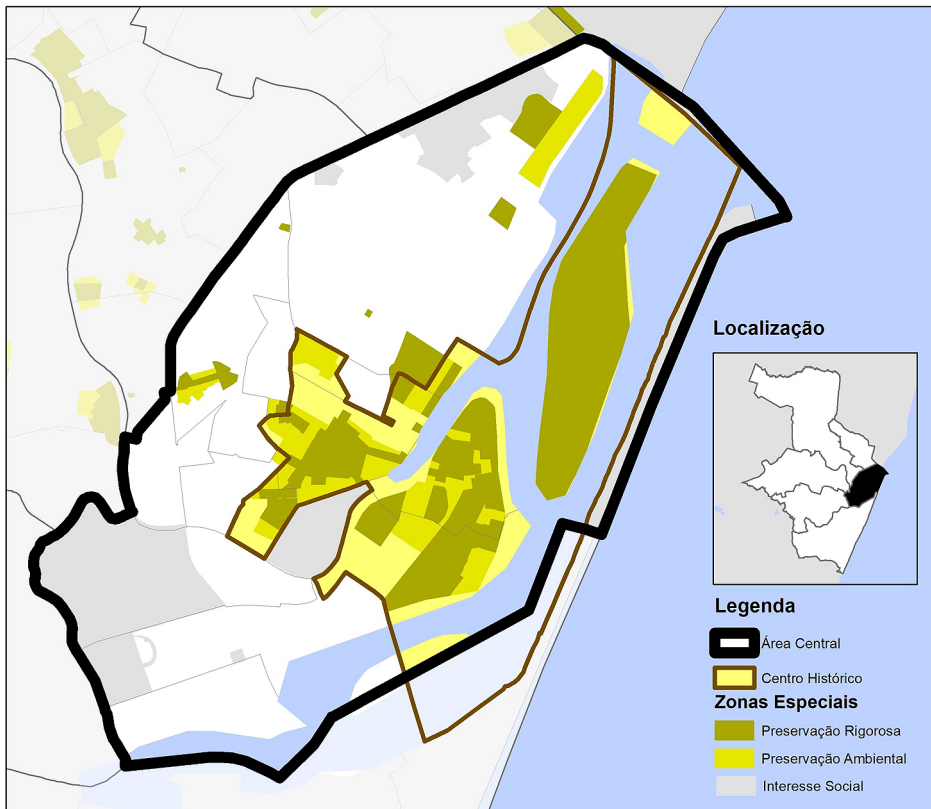 Localização
Legenda
Área Central
Centro Histórico
Zonas Especiais
Preservação Rigorosa
Preservação Ambiental
Interesse Social